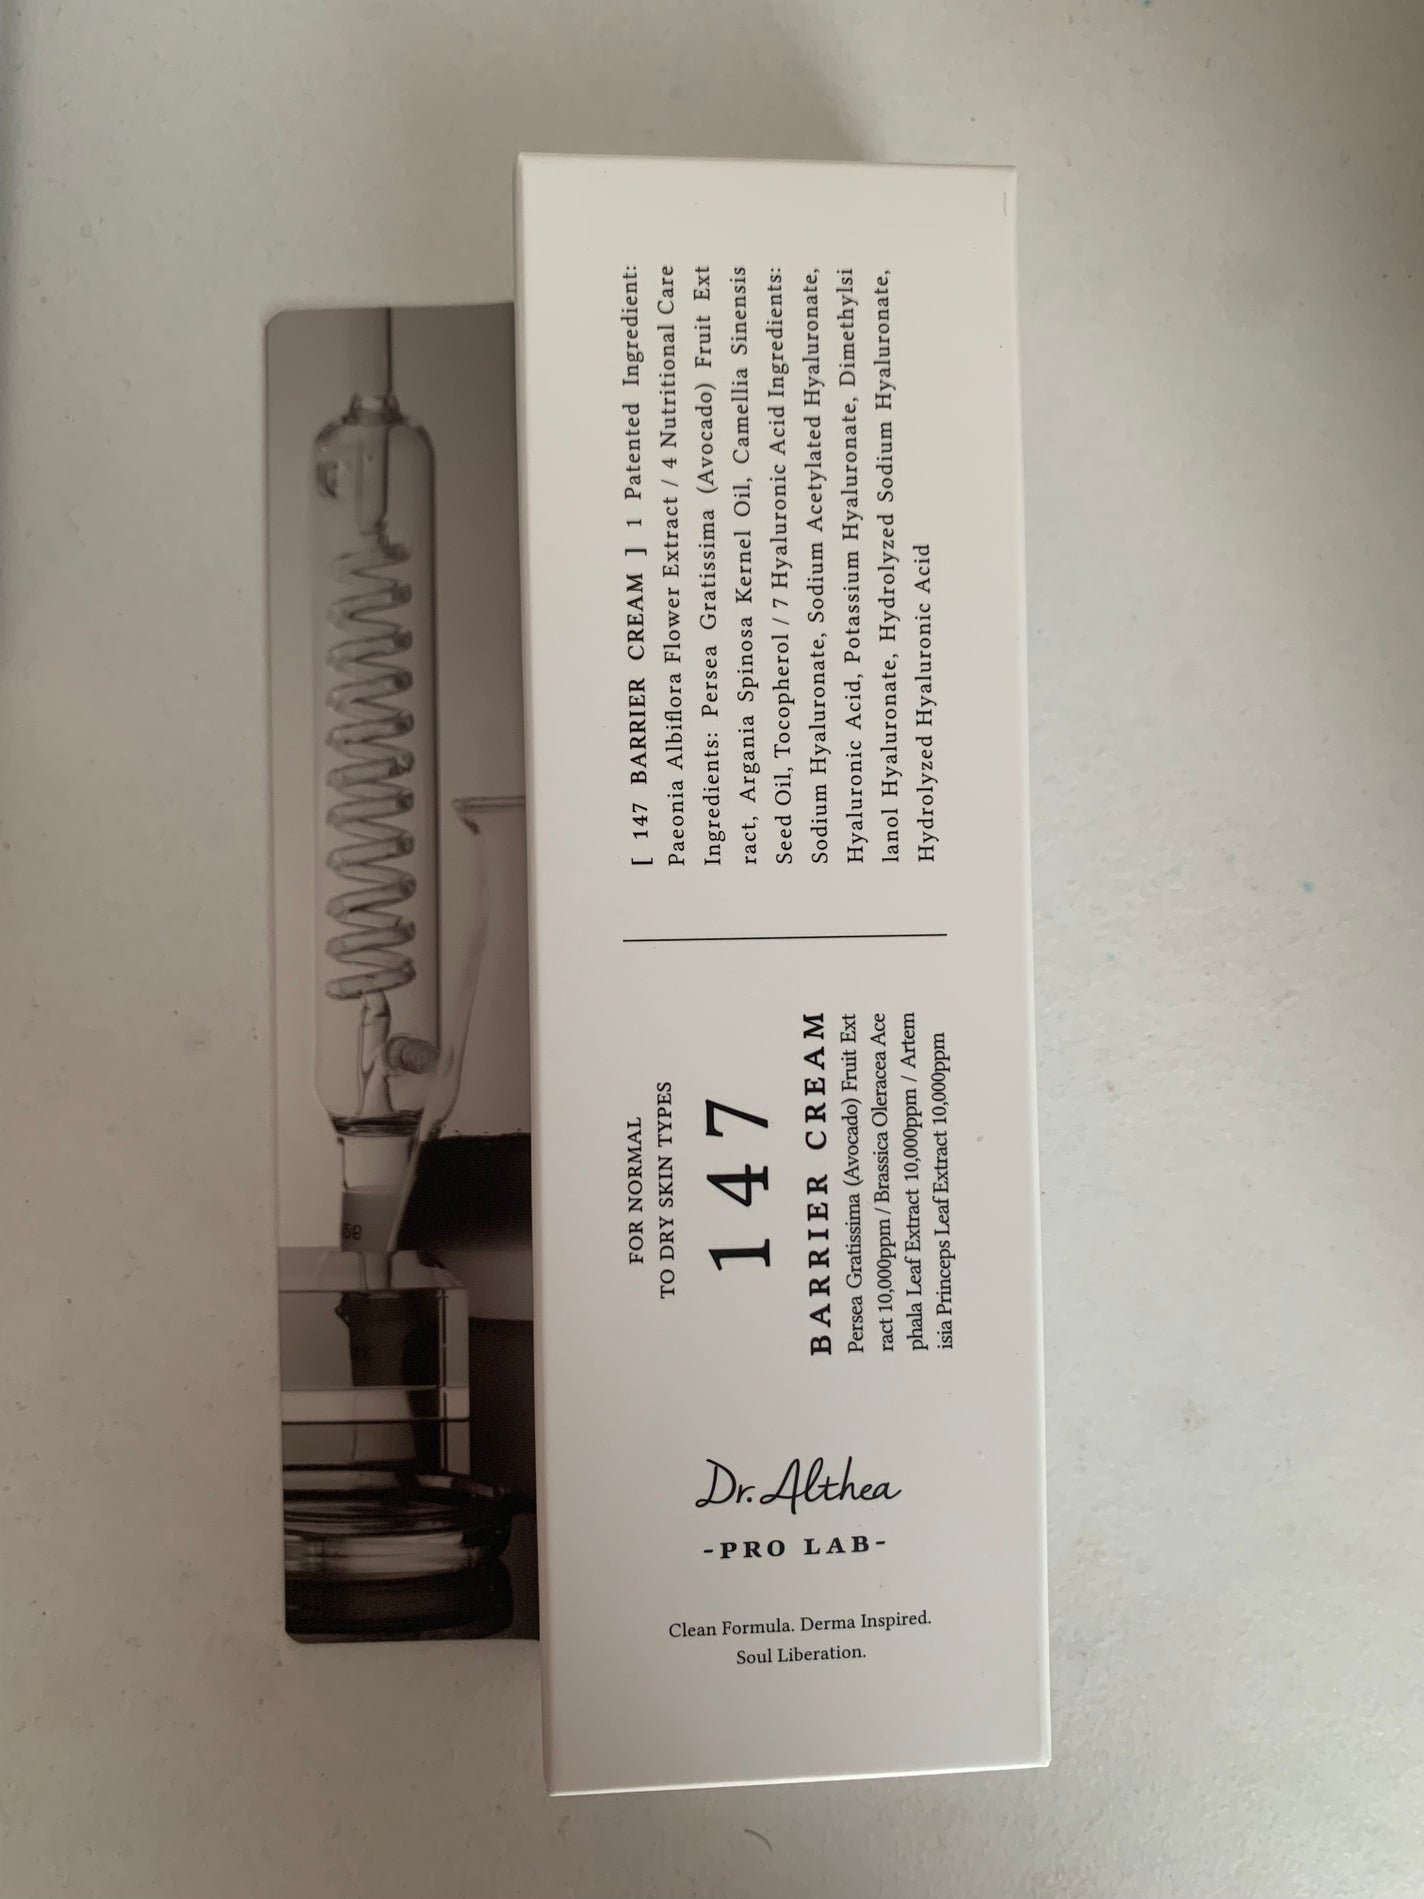 [ 147 BARRIER CREAM ] 1 Patented Ingredient:
Paeonia Albiflora Flower Extract / 4 Nutritional Care
Ingredients: Persea Gratissima (Avocado) Fruit Ext
ract, Argania Spinosa Kernel Oil, Camellia Sinensis
Seed Oil, Tocopherol / 7 Hyaluronic Acid Ingredients:
Sodium Hyaluronate, Sodium Acetylated Hyaluronate,
Hyaluronic Acid, Potassium Hyaluronate, Dimethylsi
lanol Hyaluronate, Hydrolyzed Sodium Hyaluronate,
Hydrolyzed Hyaluronic Acid
FOR NORMAL
TO DRY SKIN TYPES
147
BARRIER CREAM
Persea Gratissima (Avocado) Fruit Ext
ract 10,000ppm / Brassica Oleracea Ace
phala Leaf Extract 10,000ppm / Artem
isia Princeps Leaf Extract 10,000ppm
Dr.Althea
-PRO LAB-
Clean Formula. Derma Inspired.
Soul Liberation.